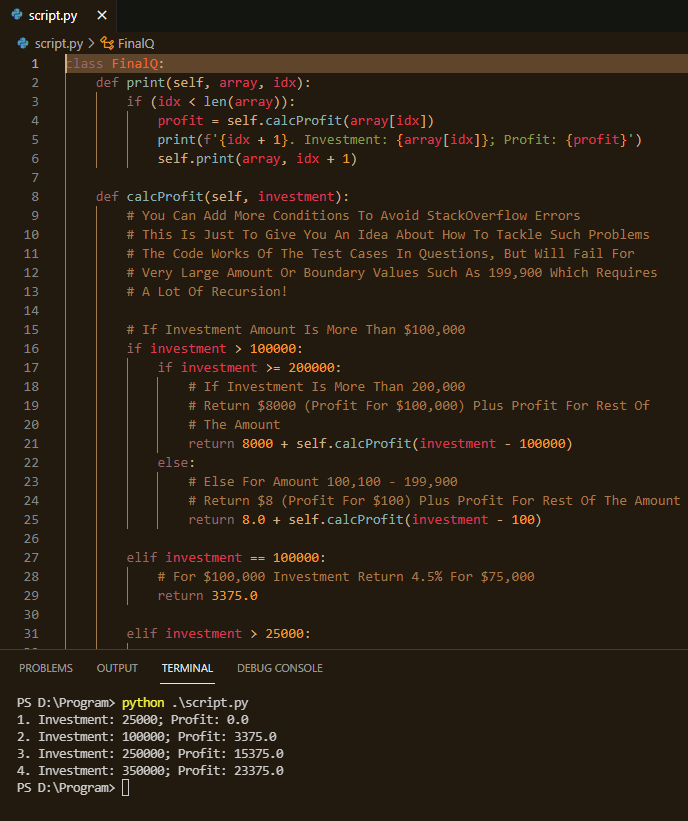 script.py ×
script.py > FinalQ
1 class FinalQ:
2 def print(self, array, idx):
3 if (idx < len(array)):
4 profit = self.calcProfit(array[idx])
5 print(f'{idx + 1}. Investment: {array[idx]}; Profit: {profit}')
6 self.print(array, idx + 1)
7
8 def calcProfit(self, investment):
9 # You Can Add More Conditions To Avoid StackOverflow Errors
10 # This Is Just To Give You An Idea About How To Tackle Such Problems
11 # The Code Works Of The Test Cases In Questions, But Will Fail For
12 # Very Large Amount Or Boundary Values Such As 199,900 Which Requires
13 # A Lot Of Recursion!
14
15 # If Investment Amount Is More Than $100,000
16 if investment > 100000:
17 if investment >= 200000:
18 # If Investment Is More Than 200,000
19 # Return $8000 (Profit For $100,000) Plus Profit For Rest Of
20 # The Amount
21 return 8000 + self.calcProfit(investment - 100000)
22 else:
23 # Else For Amount 100,100 - 199,900
24 # Return $8 (Profit For $100) Plus Profit For Rest Of The Amount
25 return 8.0 + self.calcProfit(investment - 100)
26
27 elif investment == 100000:
28 # For $100,000 Investment Return 4.5% For $75,000
29 return 3375.0
30
31 elif investment > 25000:
PROBLEMS OUTPUT TERMINAL DEBUG CONSOLE
PS D:\Program> python .\script.py
1. Investment: 25000; Profit: 0.0
2. Investment: 100000; Profit: 3375.0
3. Investment: 250000; Profit: 15375.0
4. Investment: 350000; Profit: 23375.0
PS D:\Program>